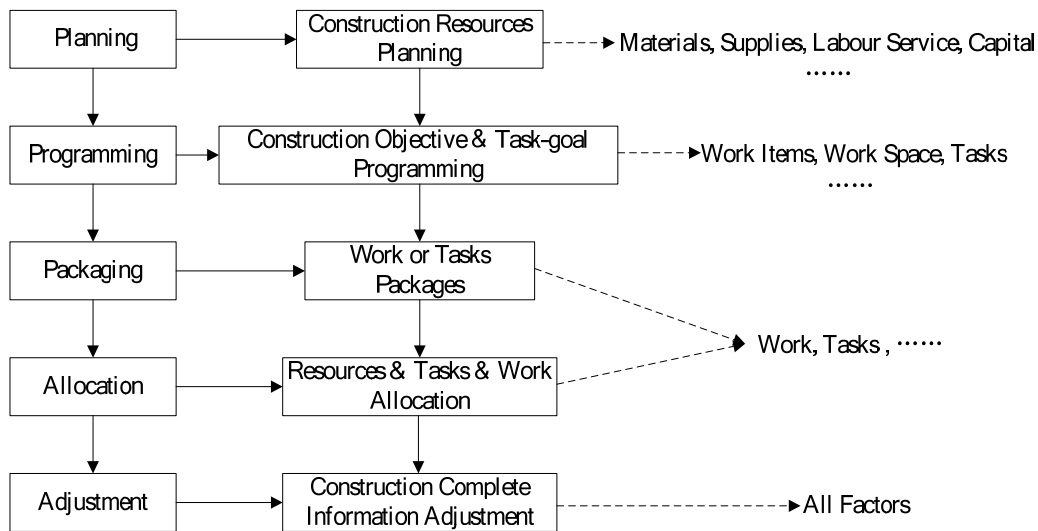 Planning
Construction Resources
Planning
Materials, Supplies, Labour Service, Capital
······
Programming
Construction Objective & Task-goal
Programming
Work Items, Work Space, Tasks
······
Packaging
Work or Tasks
Packages
Work, Tasks , ······
Allocation
Resources & Tasks & Work
Allocation
Adjustment
Construction Complete
Information Adjustment
All Factors